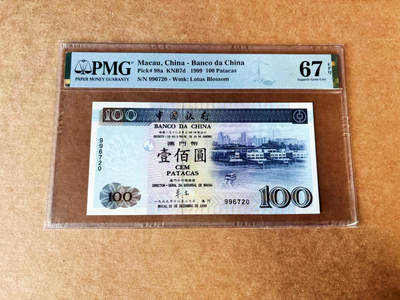 PMG
PAPER MONEY GUARANTY
Macau, China - Banco da China
Pick# 98a KNB7d 1999 100 Patacas
S/N 996720 - Wmk: Lotus Blossom
67 EPQ
Superb Gem Unc
100
中國銀行
BANCO DA CHINA
澳門幣
壹佰圓
CEM
PATACAS
996720
100
996720
100